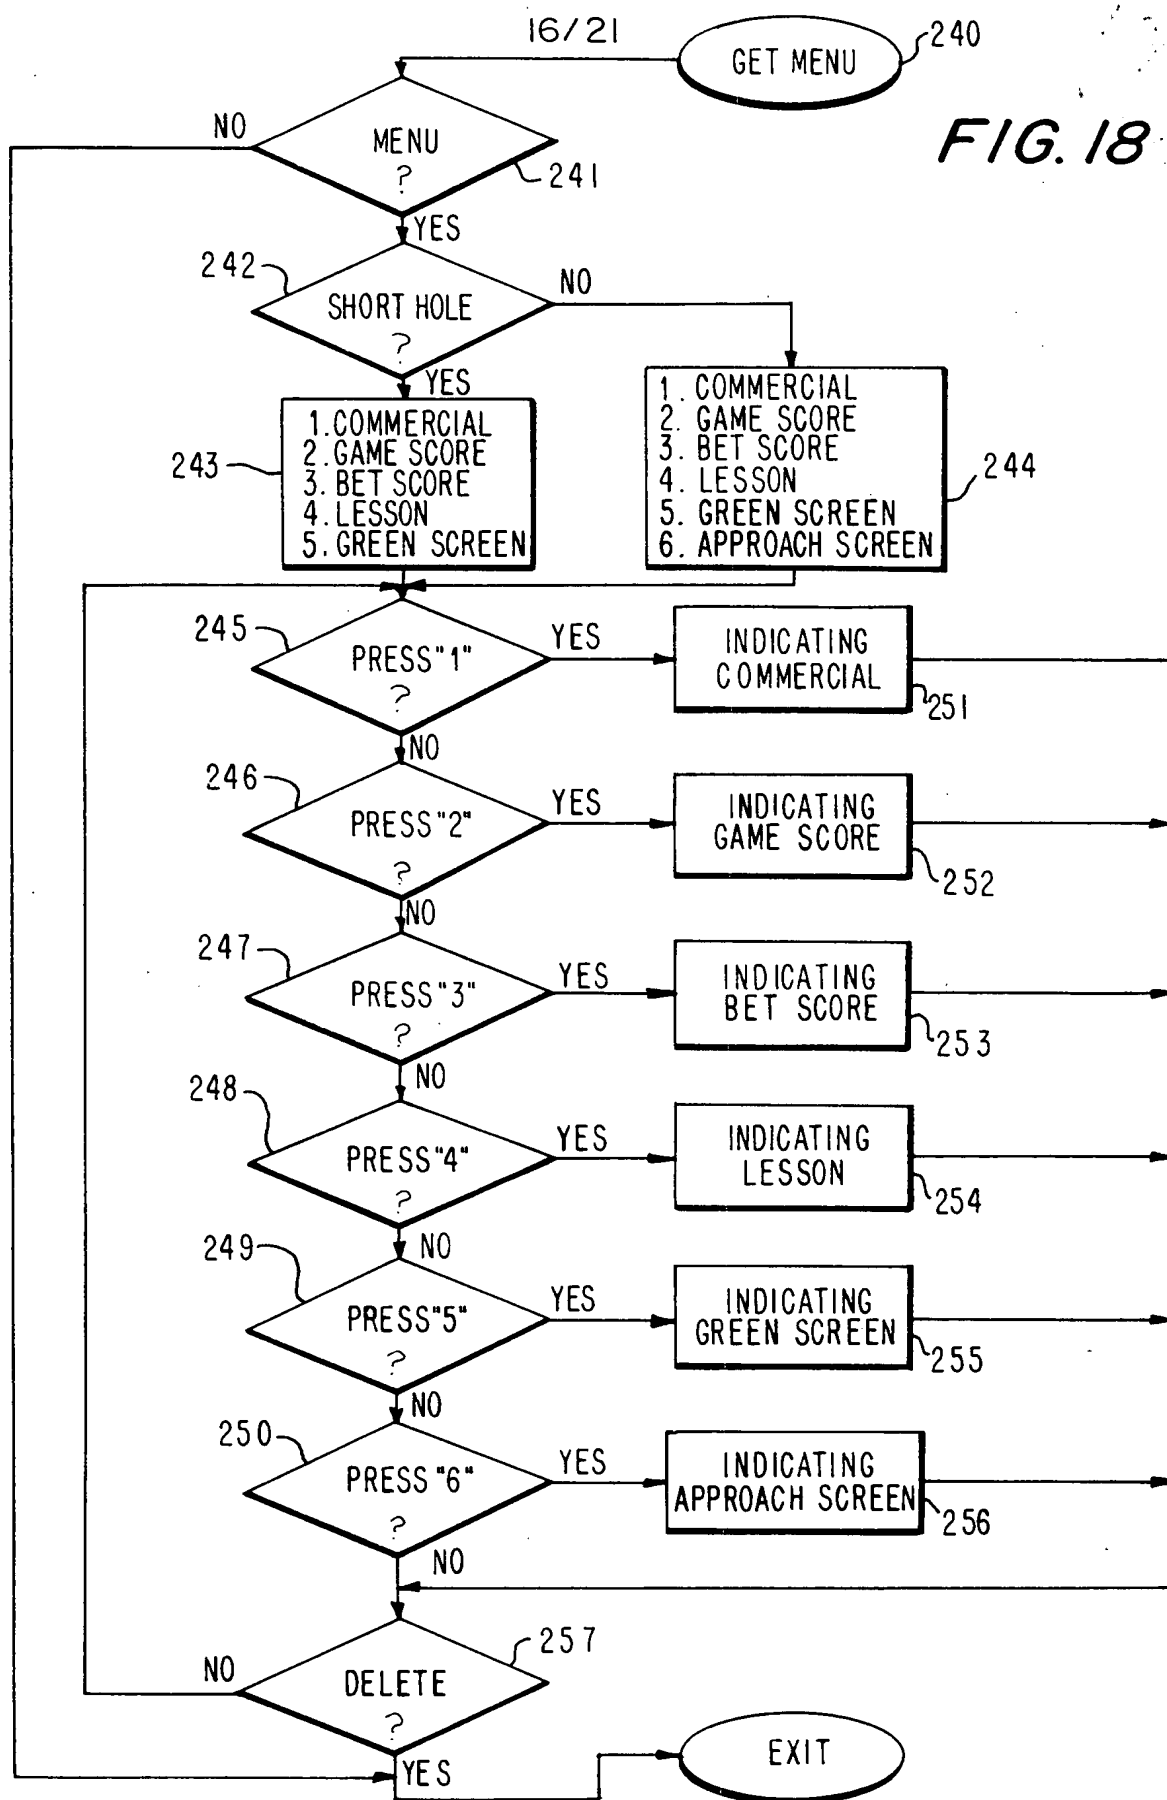 16/21
GET MENU
240
FIG. 18
NO
MENU
?
241
YES
242
SHORT HOLE
?
NO
YES
1. COMMERCIAL
2. GAME SCORE
3. BET SCORE
4. LESSON
5. GREEN SCREEN
243
1. COMMERCIAL
2. GAME SCORE
3. BET SCORE
4. LESSON
5. GREEN SCREEN
6. APPROACH SCREEN
244
245
PRESS "1"
?
YES
INDICATING
COMMERCIAL
251
NO
246
PRESS "2"
?
YES
INDICATING
GAME SCORE
252
NO
247
PRESS "3"
?
YES
INDICATING
BET SCORE
253
NO
248
PRESS "4"
?
YES
INDICATING
LESSON
254
NO
249
PRESS "5"
?
YES
INDICATING
GREEN SCREEN
255
NO
250
PRESS "6"
?
YES
INDICATING
APPROACH SCREEN
256
NO
257
NO
DELETE
?
YES
EXIT